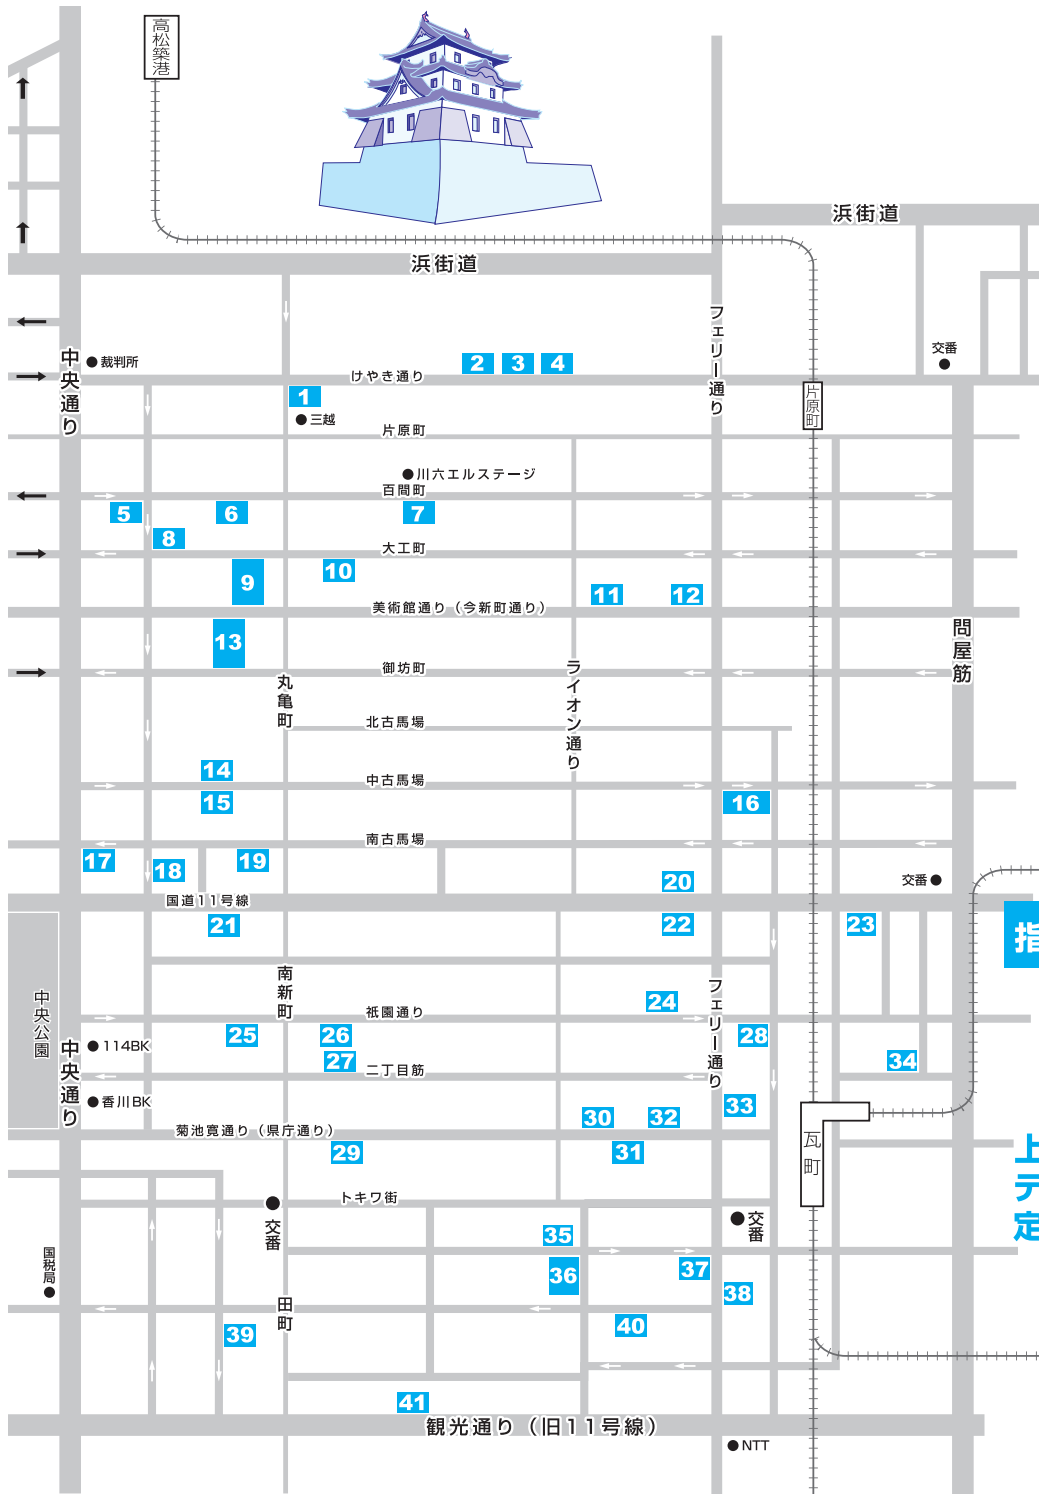 高松築港
浜街道
浜街道
フェリー通り
中央通り
裁判所
交番
けやき通り
2
3
4
1
片原町
三越
片原町
川六エルステージ
百間町
5
6
7
8
大工町
9
10
11
12
美術館通り（今新町通り）
13
問屋筋
御坊町
丸亀町
ライオン通り
北古馬場
14
中古馬場
15
16
南古馬場
17
18
19
20
交番
国道11号線
21
22
23
指
南新町
フェリー通り
中央公園
24
祇園通り
25
26
28
中央通り
114BK
27
34
二丁目筋
香川BK
30
32
33
菊池寛通り（県庁通り）
29
31
瓦町
上
テ
定
トキワ街
交番
交番
国税局
35
36
37
38
田町
39
40
41
観光通り（旧11号線）
NTT